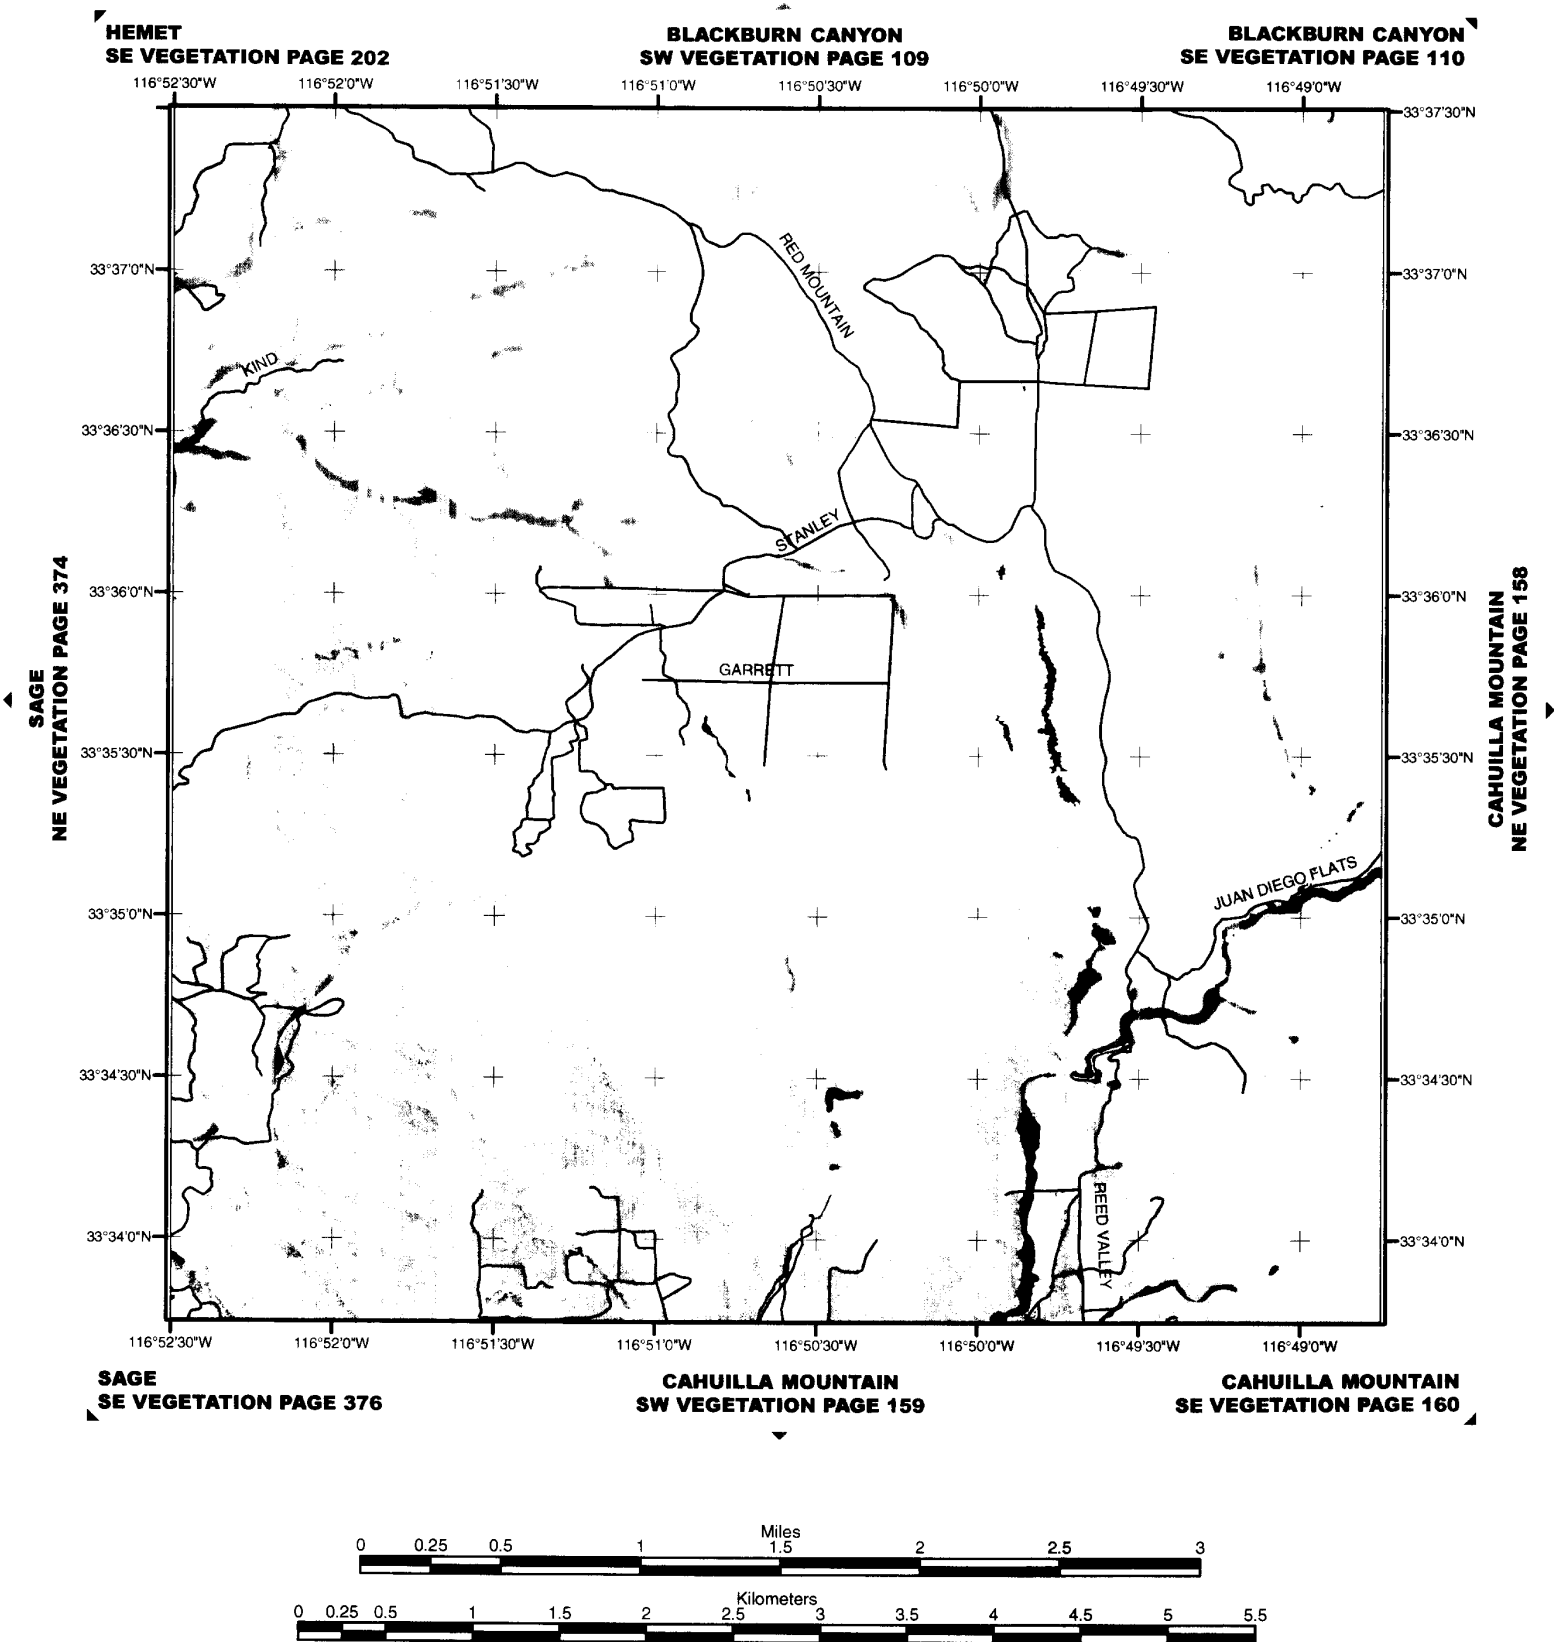 HEMET
SE VEGETATION PAGE 202
BLACKBURN CANYON
SW VEGETATION PAGE 109
BLACKBURN CANYON
SE VEGETATION PAGE 110
116°52'30"W 116°52'0"W 116°51'30"W 116°51'0"W 116°50'30"W 116°50'0"W 116°49'30"W 116°49'0"W
33°37'30"N
RED MOUNTAIN
33°37'0"N 33°37'0"N
KIND
33°36'30"N 33°36'30"N
STANLEY
33°36'0"N 33°36'0"N
SAGE
NE VEGETATION PAGE 374
CAHUILLA MOUNTAIN
NE VEGETATION PAGE 158
GARRETT
33°35'30"N 33°35'30"N
JUAN DIEGO FLATS
33°35'0"N 33°35'0"N
33°34'30"N 33°34'30"N
REED VALLEY
33°34'0"N 33°34'0"N
116°52'30"W 116°52'0"W 116°51'30"W 116°51'0"W 116°50'30"W 116°50'0"W 116°49'30"W 116°49'0"W
SAGE
SE VEGETATION PAGE 376
CAHUILLA MOUNTAIN
SW VEGETATION PAGE 159
CAHUILLA MOUNTAIN
SE VEGETATION PAGE 160
Miles
0 0.25 0.5 1 1.5 2 2.5 3
Kilometers
0 0.25 0.5 1 1.5 2 2.5 3 3.5 4 4.5 5 5.5